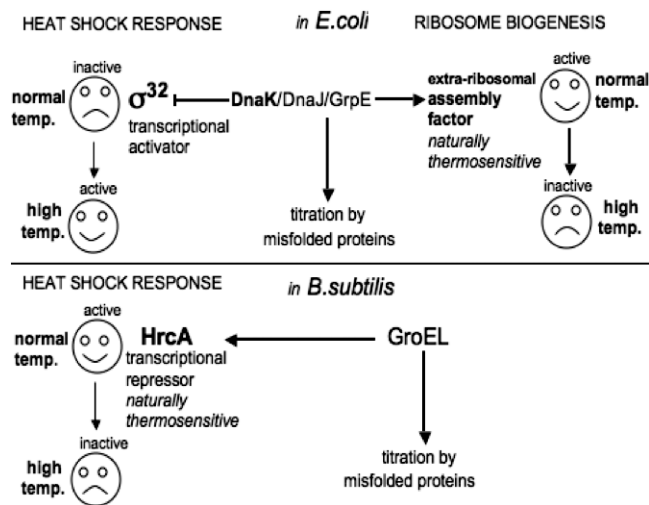 HEAT SHOCK RESPONSE in E.coli RIBOSOME BIOGENESIS
inactive
normal temp.
σ³² 
transcriptional
activator
active
high
temp.
DnaK/DnaJ/GrpE
titration by
misfolded proteins
extra-ribosomal
assembly
factor
naturally
thermosensitive
active
normal
temp.
inactive
high
temp.
HEAT SHOCK RESPONSE in B.subtilis
active
normal
temp.
HrcA
transcriptional
repressor
naturally
thermosensitive
inactive
high
temp.
GroEL
titration by
misfolded proteins